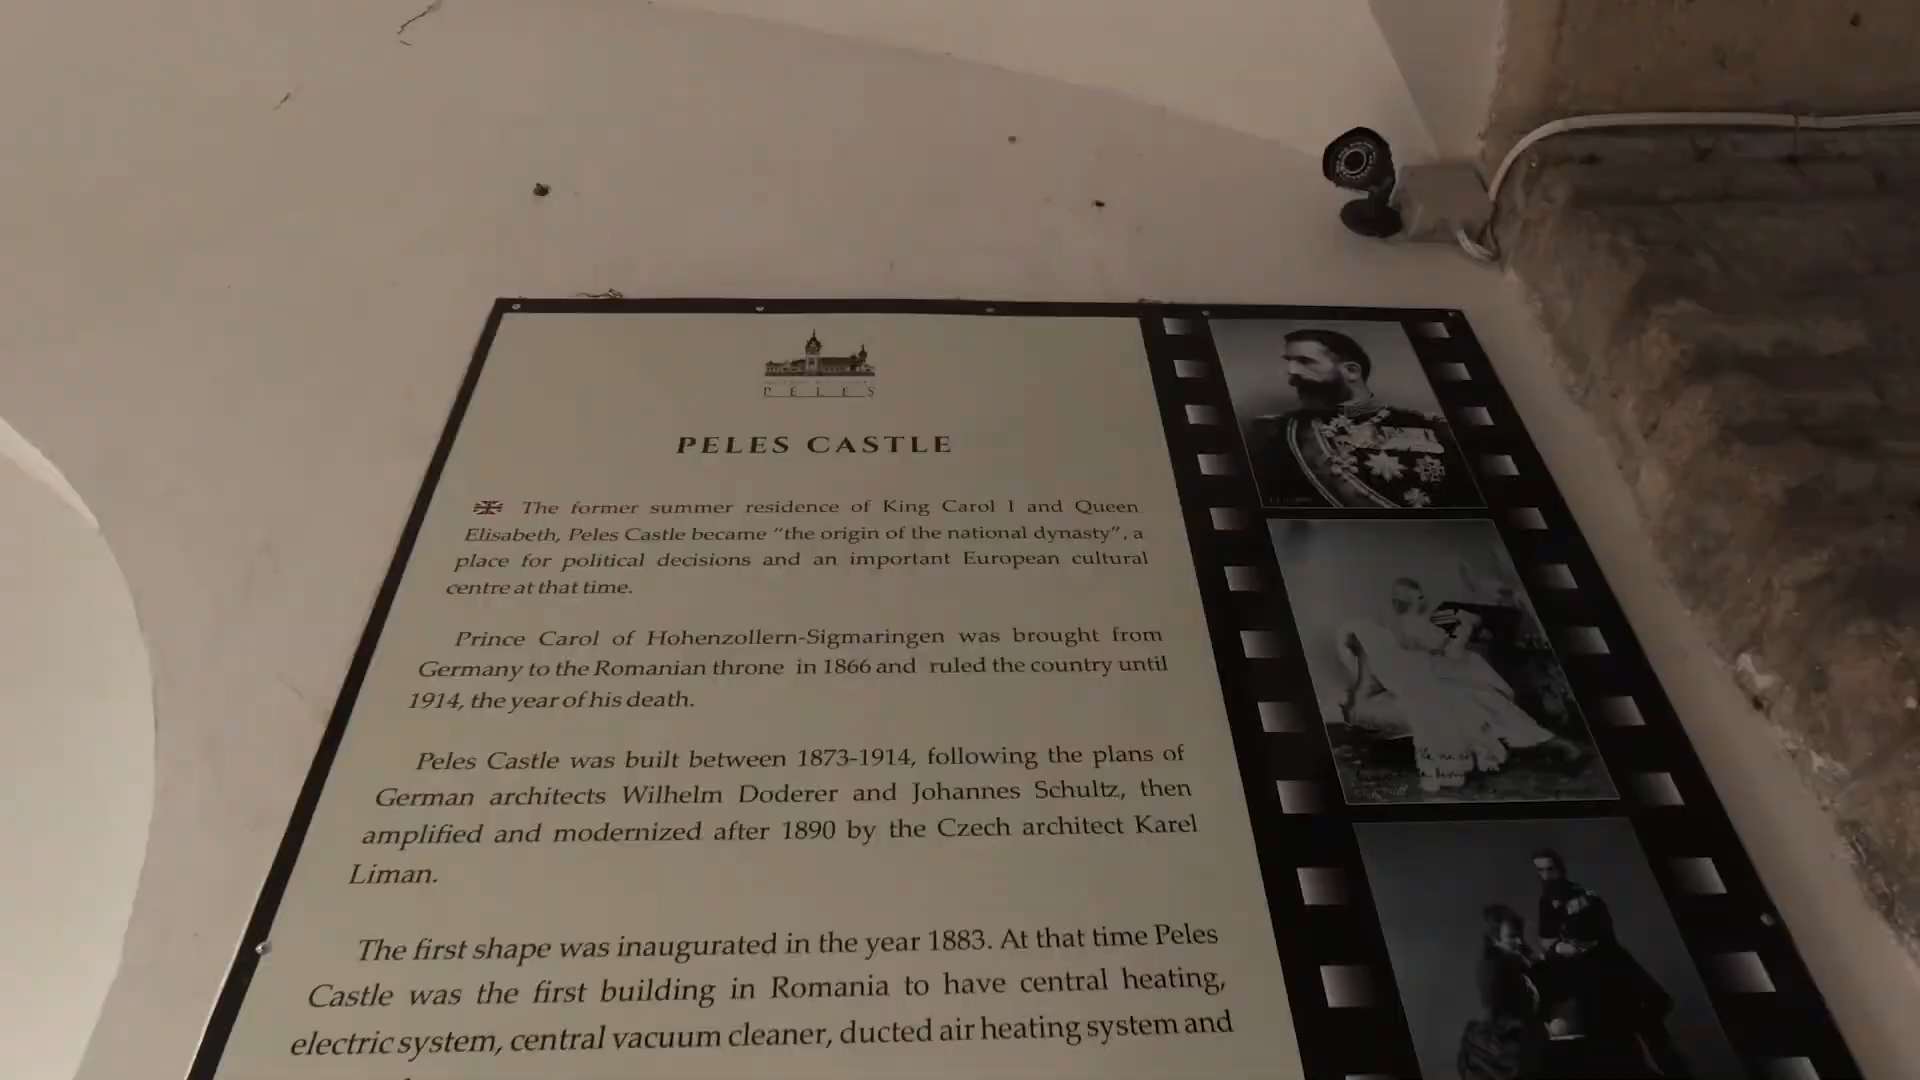 PELES
PELES CASTLE
The former summer residence of King Carol I and Queen
Elisabeth, Peles Castle became "the origin of the national dynasty", a
place for political decisions and an important European cultural
centre at that time.
Prince Carol of Hohenzollern-Sigmaringen was brought from
Germany to the Romanian throne in 1866 and ruled the country until
1914, the year of his death.
Peles Castle was built between 1873-1914, following the plans of
German architects Wilhelm Doderer and Johannes Schultz, then
amplified and modernized after 1890 by the Czech architect Karel
Liman.
The first shape was inaugurated in the year 1883. At that time Peles
Castle was the first building in Romania to have central heating,
electric system, central vacuum cleaner, ducted air heating system and